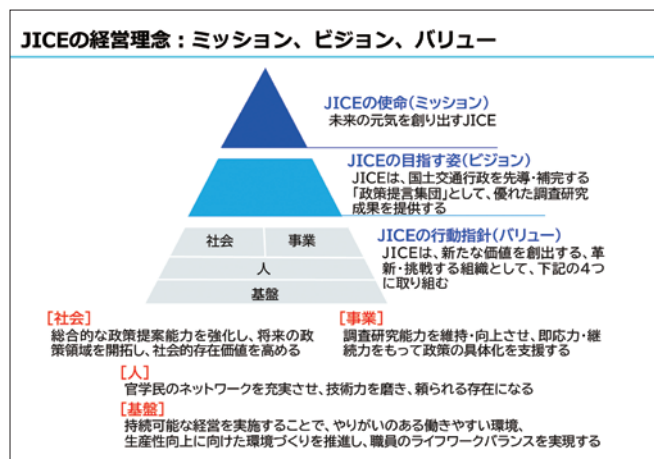 JICEの経営理念：ミッション、ビジョン、バリュー
JICEの使命(ミッション)
未来の元気を創り出すJICE
JICEの目指す姿(ビジョン)
JICEは、国土交通行政を先導・補完する
「政策提言集団」として、優れた調査研究
成果を提供する
社会
事業
人
基盤
JICEの行動指針(バリュー)
JICEは、新たな価値を創出する、革
新・挑戦する組織として、下記の4つ
に取り組む
[社会]
総合的な政策提案能力を強化し、将来の政
策領域を開拓し、社会的存在価値を高める
[事業]
調査研究能力を維持・向上させ、即応力・継
続力をもって政策の具体化を支援する
[人]
官学民のネットワークを充実させ、技術力を磨き、頼られる存在になる
[基盤]
持続可能な経営を実施することで、やりがいのある働きやすい環境、
生産性向上に向けた環境づくりを推進し、職員のライフワークバランスを実現する